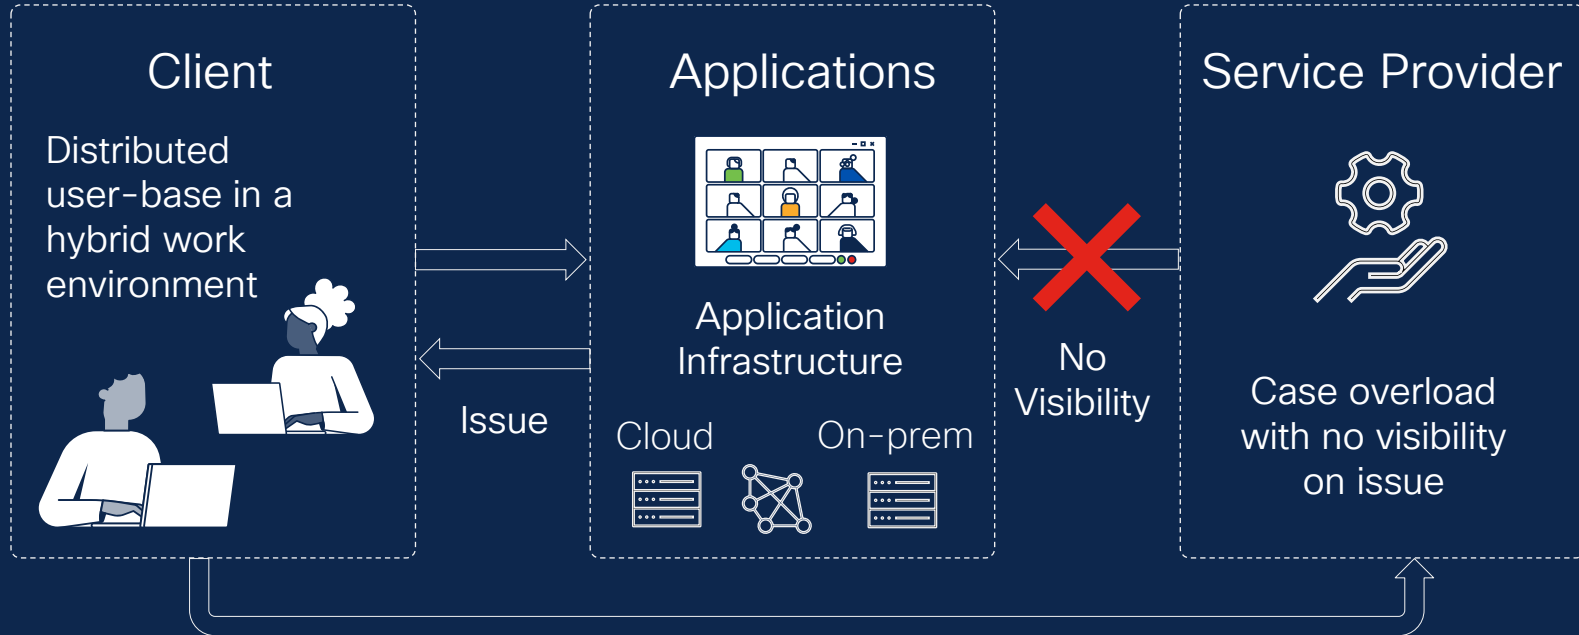 Client
Distributed
user-base in a
hybrid work
environment
Issue
Applications
Application
Infrastructure
Cloud
On-prem
No
Visibility
Service Provider
Case overload
with no visibility
on issue